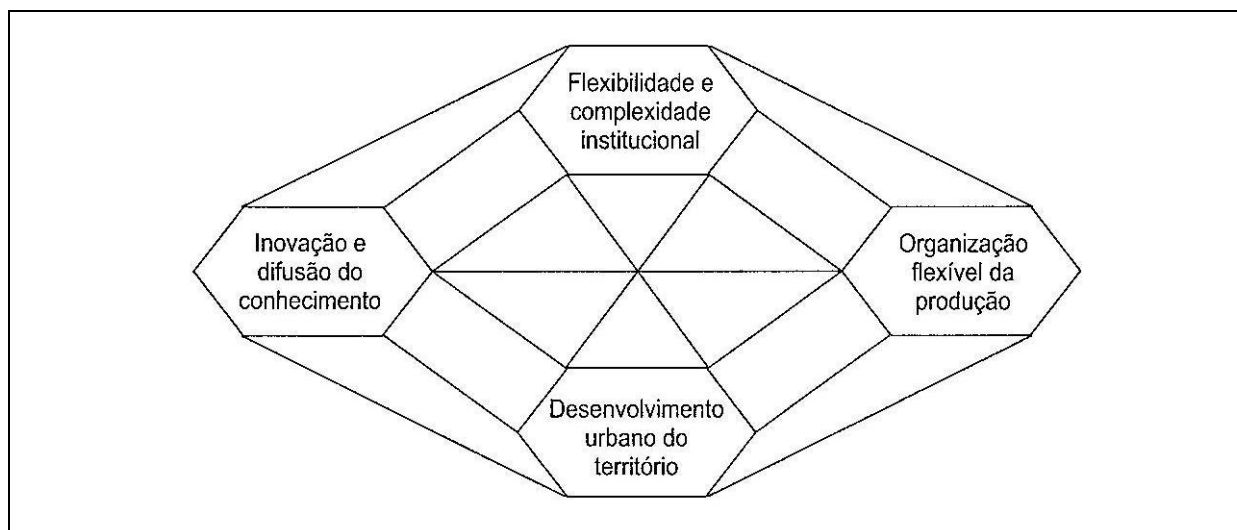 Flexibilidade e
complexidade
institucional
Inovação e
difusão do
conhecimento
Organização
flexível da
produção
Desenvolvimento
urbano do
território